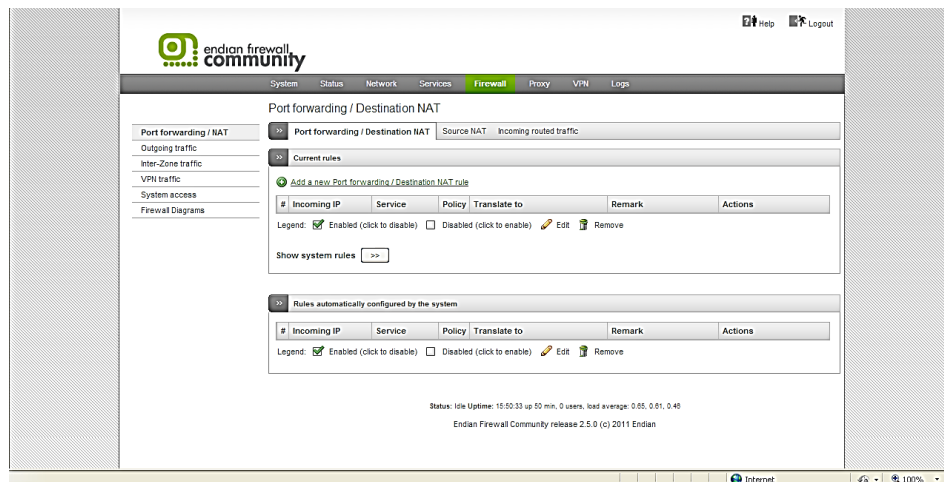 Help Logout
endian firewall
community
System Status Network Services Firewall Proxy VPN Logs
Port forwarding / Destination NAT
Port forwarding / NAT
Outgoing traffic
Inter-Zone traffic
VPN traffic
System access
Firewall Diagrams
>> Port forwarding / Destination NAT Source NAT Incoming routed traffic
>> Current rules
Add a new Port forwarding / Destination NAT rule
# Incoming IP Service Policy Translate to Remark Actions
Legend: Enabled (click to disable) Disabled (click to enable) Edit Remove
Show system rules >>
>> Rules automatically configured by the system
# Incoming IP Service Policy Translate to Remark Actions
Legend: Enabled (click to disable) Disabled (click to enable) Edit Remove
Status: Idle Uptime: 15:50:33 up 50 min, 0 users, load average: 0.65, 0.61, 0.46
Endian Firewall Community release 2.5.0 (c) 2011 Endian
Internet 100%